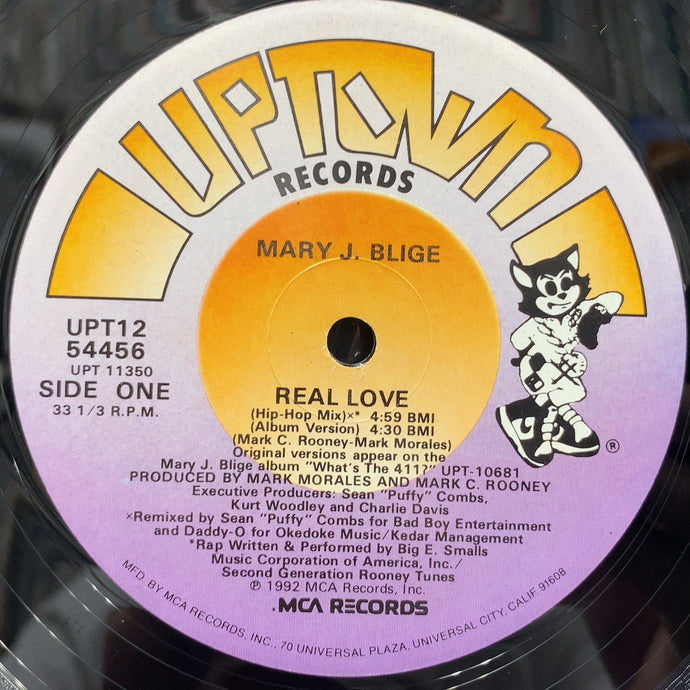 UPTOWN
RECORDS
MARY J. BLIGE
UPT12
54456
UPT 11350
SIDE ONE
33 1/3 R.P.M.
REAL LOVE
(Hip-Hop Mix)×* 4:59 BMI
(Album Version) 4:30 BMI
(Mark C. Rooney-Mark Morales)
Original versions appear on the
Mary J. Blige album "What's The 411?" UPT-10681
PRODUCED BY MARK MORALES AND MARK C. ROONEY
Executive Producers: Sean "Puffy" Combs,
Kurt Woodley and Charlie Davis
×Remixed by Sean "Puffy" Combs for Bad Boy Entertainment
and Daddy-O for Okedoke Music/Kedar Management
*Rap Written & Performed by Big E. Smalls
Music Corporation of America, Inc./
Second Generation Rooney Tunes
℗ 1992 MCA Records, Inc.
.MCA RECORDS
MFD. BY MCA RECORDS, INC., 70 UNIVERSAL PLAZA, UNIVERSAL CITY, CALIF 91608
®